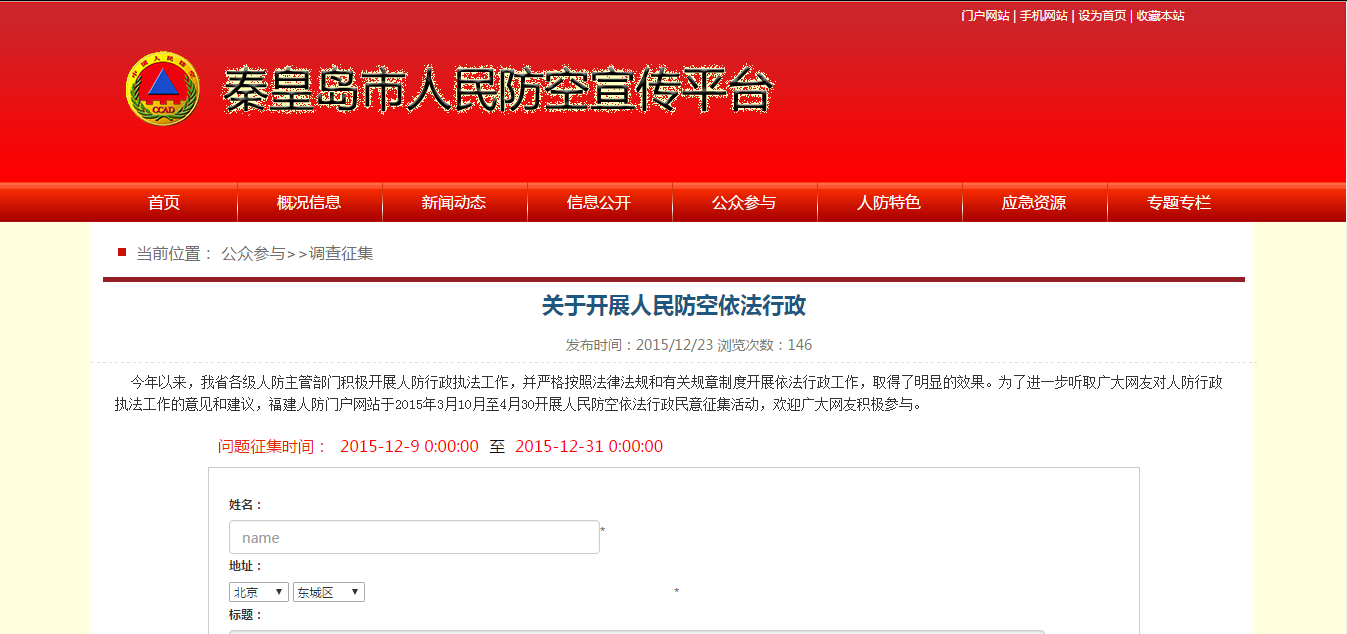 门户网站 | 手机网站 | 设为首页 | 收藏本站
中国人民防空
CCAD
秦皇岛市人民防空宣传平台
首页 概况信息 新闻动态 信息公开 公众参与 人防特色 应急资源 专题专栏
当前位置： 公众参与>>调查征集
关于开展人民防空依法行政
发布时间：2015/12/23 浏览次数：146
今年以来，我省各级人防主管部门积极开展人防行政执法工作，并严格按照法律法规和有关规章制度开展依法行政工作，取得了明显的效果。为了进一步听取广大网友对人防行政
执法工作的意见和建议，福建人防门户网站于2015年3月10月至4月30开展人民防空依法行政民意征集活动，欢迎广大网友积极参与。
问题征集时间： 2015-12-9 0:00:00 至 2015-12-31 0:00:00
姓名：
name *
地址：
北京 东城区 *
标题：